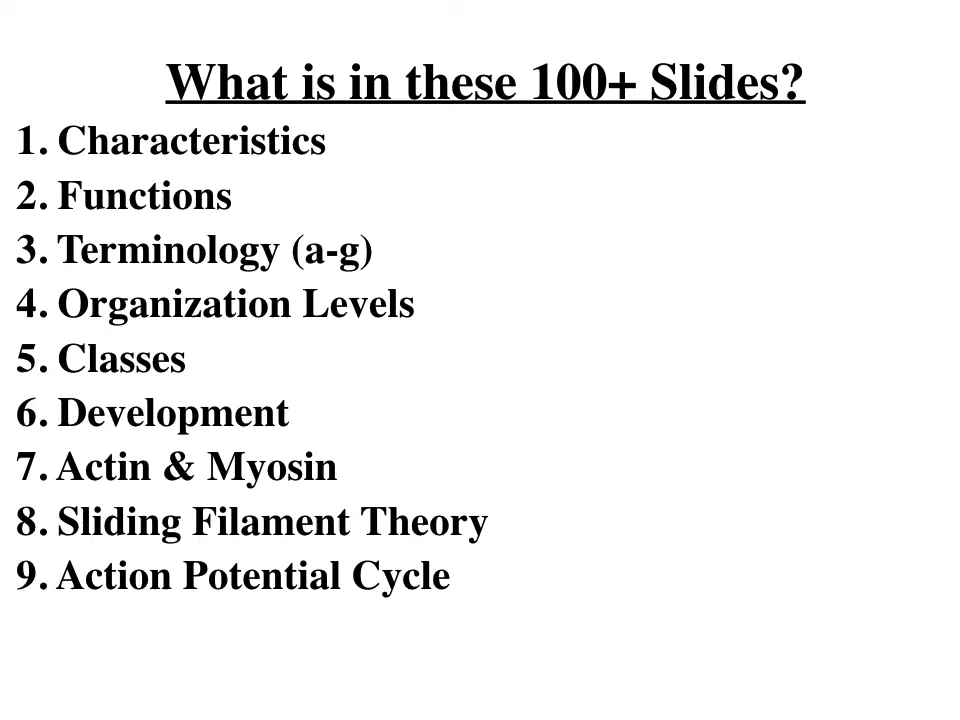 What is in these 100+ Slides?
1. Characteristics
2. Functions
3. Terminology (a-g)
4. Organization Levels
5. Classes
6. Development
7. Actin & Myosin
8. Sliding Filament Theory
9. Action Potential Cycle